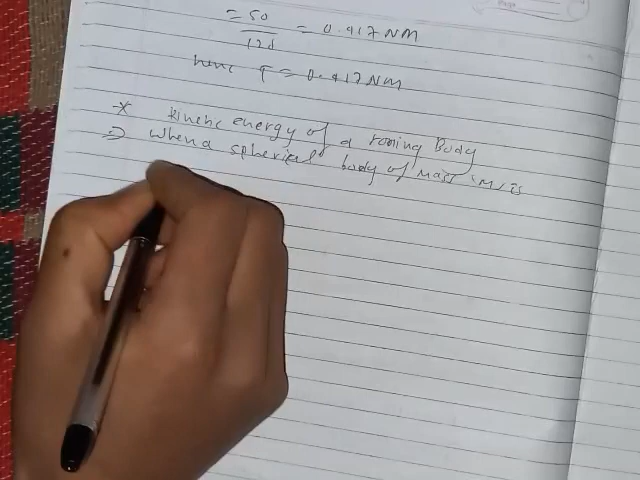 = 50
120 = 0.417 NM
henc T = 0.417 NM
* kinetic energy of a rolling Body
⇒ when a spherical body of mass 'M' is